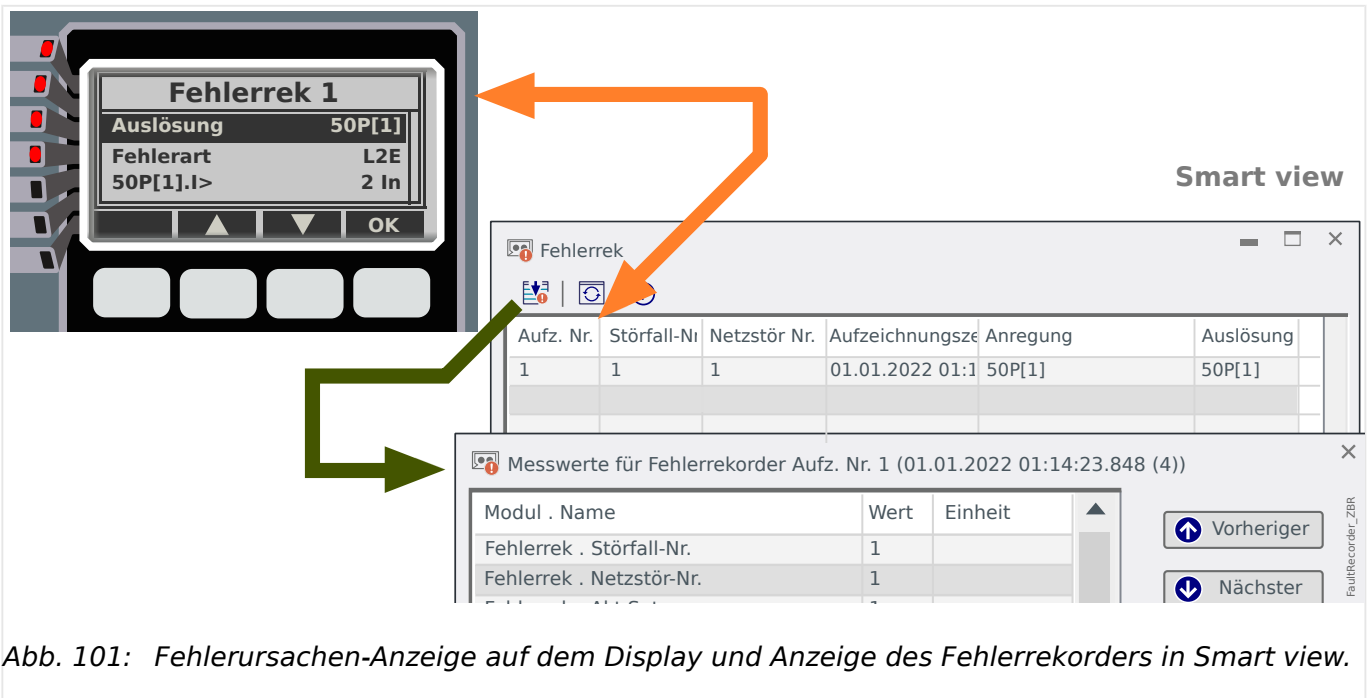 Fehlerrek 1
Auslösung 50P[1]
Fehlerart L2E
50P[1].I> 2 In
OK
Smart view
Fehlerrek
Aufz. Nr. Störfall-Nr Netzstör Nr. Aufzeichnungsze Anregung Auslösung
1 1 1 01.01.2022 01:1 50P[1] 50P[1]
Messwerte für Fehlerrekorder Aufz. Nr. 1 (01.01.2022 01:14:23.848 (4))
Modul . Name Wert Einheit
Fehlerrek . Störfall-Nr. 1
Fehlerrek . Netzstör-Nr. 1
Vorheriger
Nächster
FaultRecorder_ZBR
Abb. 101: Fehlerursachen-Anzeige auf dem Display und Anzeige des Fehlerrekorders in Smart view.